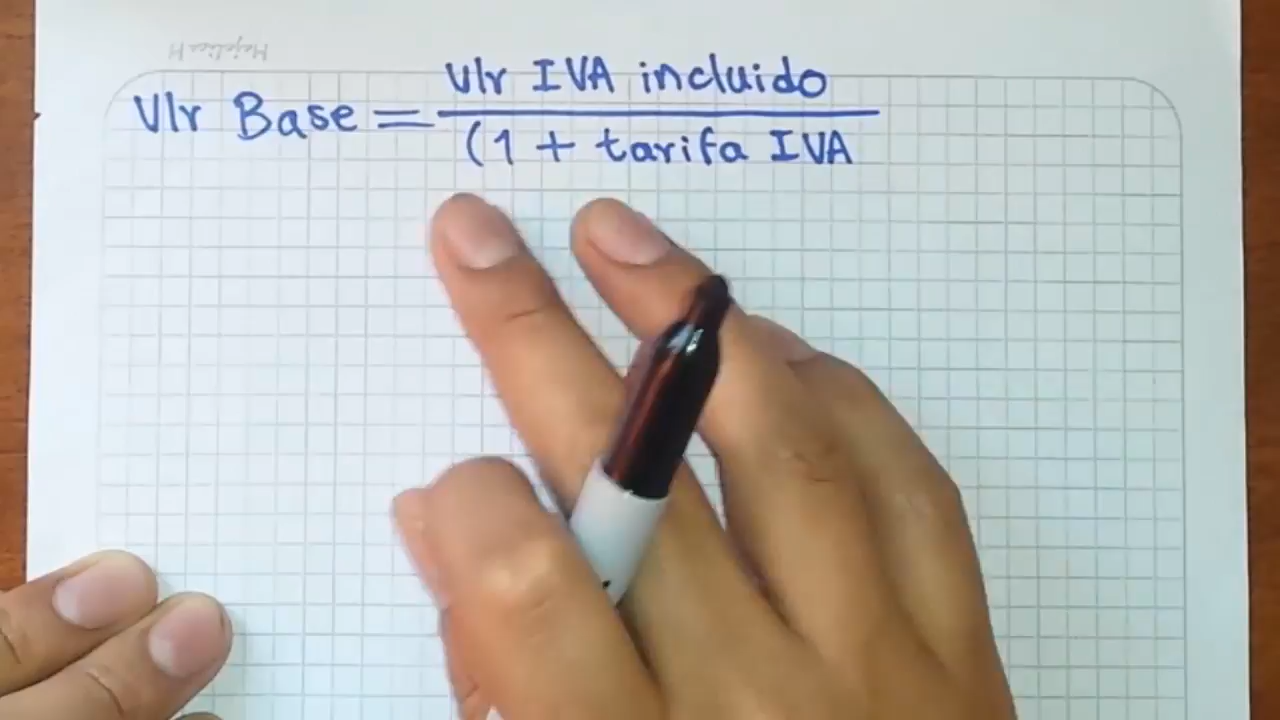 Vlr Base = Vlr IVA incluido
(1 + tarifa IVA